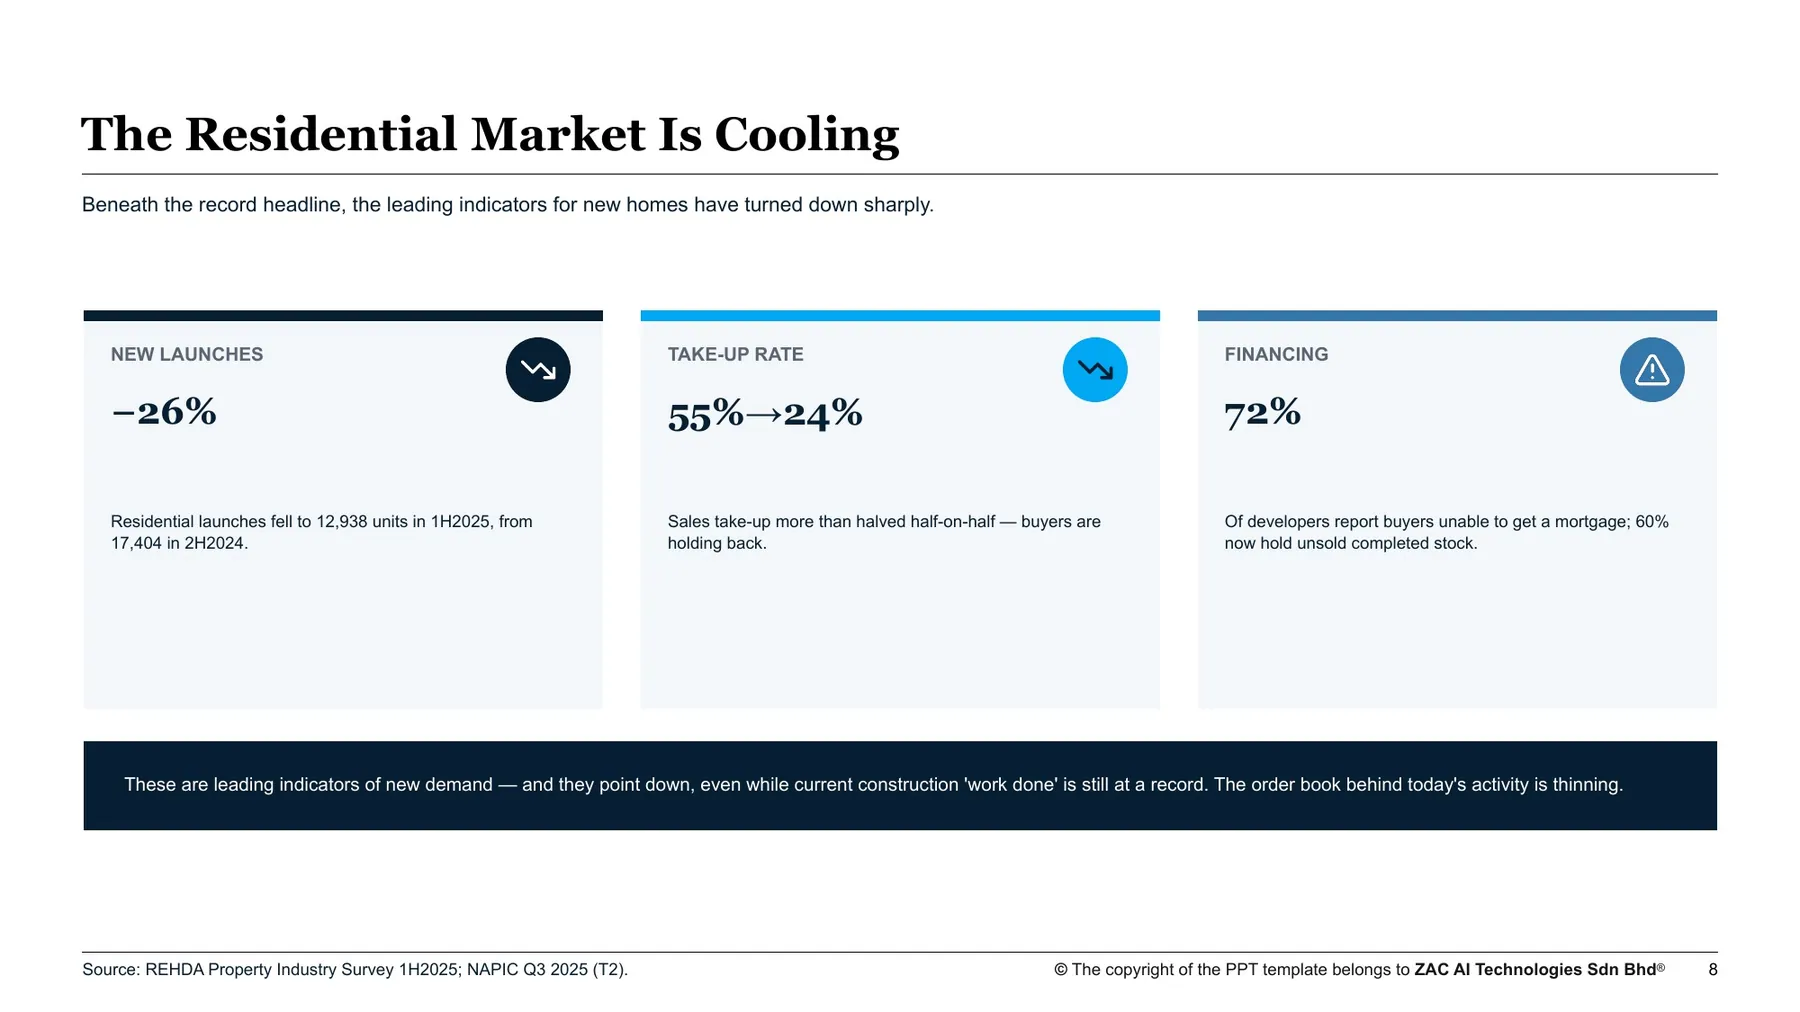 The Residential Market Is Cooling
Beneath the record headline, the leading indicators for new homes have turned down sharply.
NEW LAUNCHES
−26%
Residential launches fell to 12,938 units in 1H2025, from
17,404 in 2H2024.
TAKE-UP RATE
55%→24%
Sales take-up more than halved half-on-half — buyers are
holding back.
FINANCING
72%
Of developers report buyers unable to get a mortgage; 60%
now hold unsold completed stock.
These are leading indicators of new demand — and they point down, even while current construction 'work done' is still at a record. The order book behind today's activity is thinning.
Source: REHDA Property Industry Survey 1H2025; NAPIC Q3 2025 (T2).
© The copyright of the PPT template belongs to ZAC AI Technologies Sdn Bhd®
8